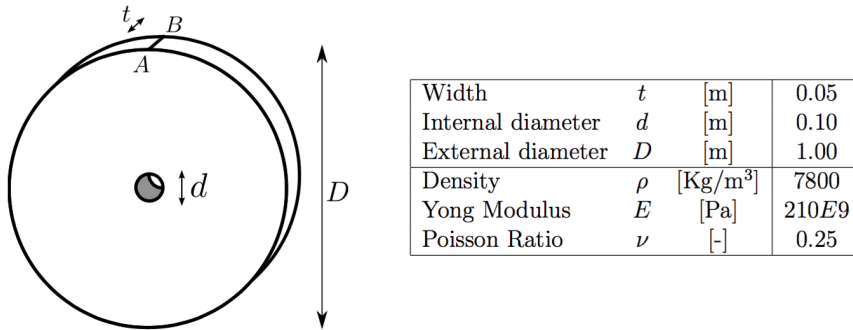 t
B
A
d
D
Width t [m] 0.05
Internal diameter d [m] 0.10
External diameter D [m] 1.00
Density ρ [Kg/m³] 7800
Yong Modulus E [Pa] 210E9
Poisson Ratio ν [-] 0.25